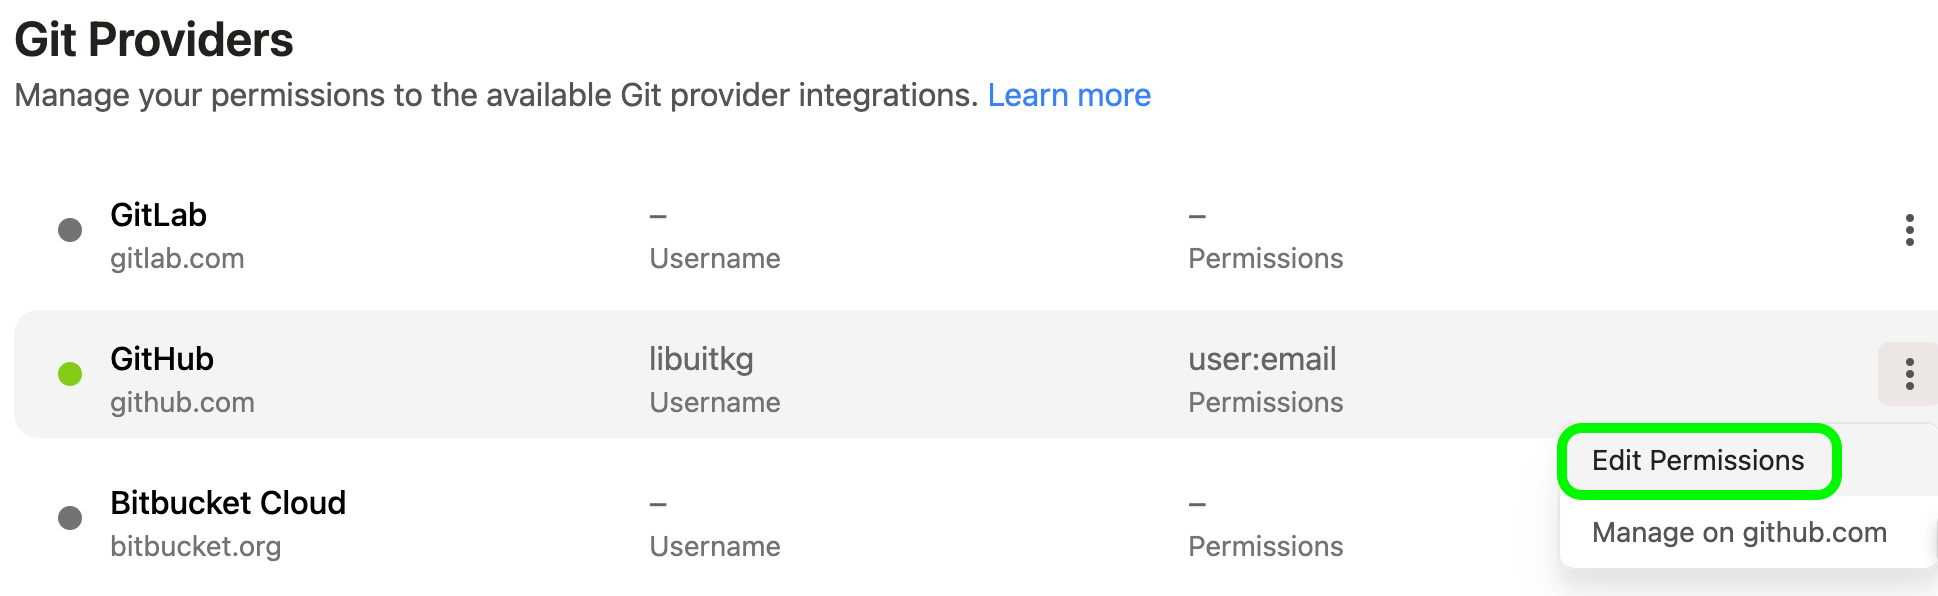 Git Providers
Manage your permissions to the available Git provider integrations. Learn more
GitLab – –
gitlab.com Username Permissions
GitHub libuitkg user:email
github.com Username Permissions
Edit Permissions
Bitbucket Cloud – –
Manage on github.com
bitbucket.org Username Permissions